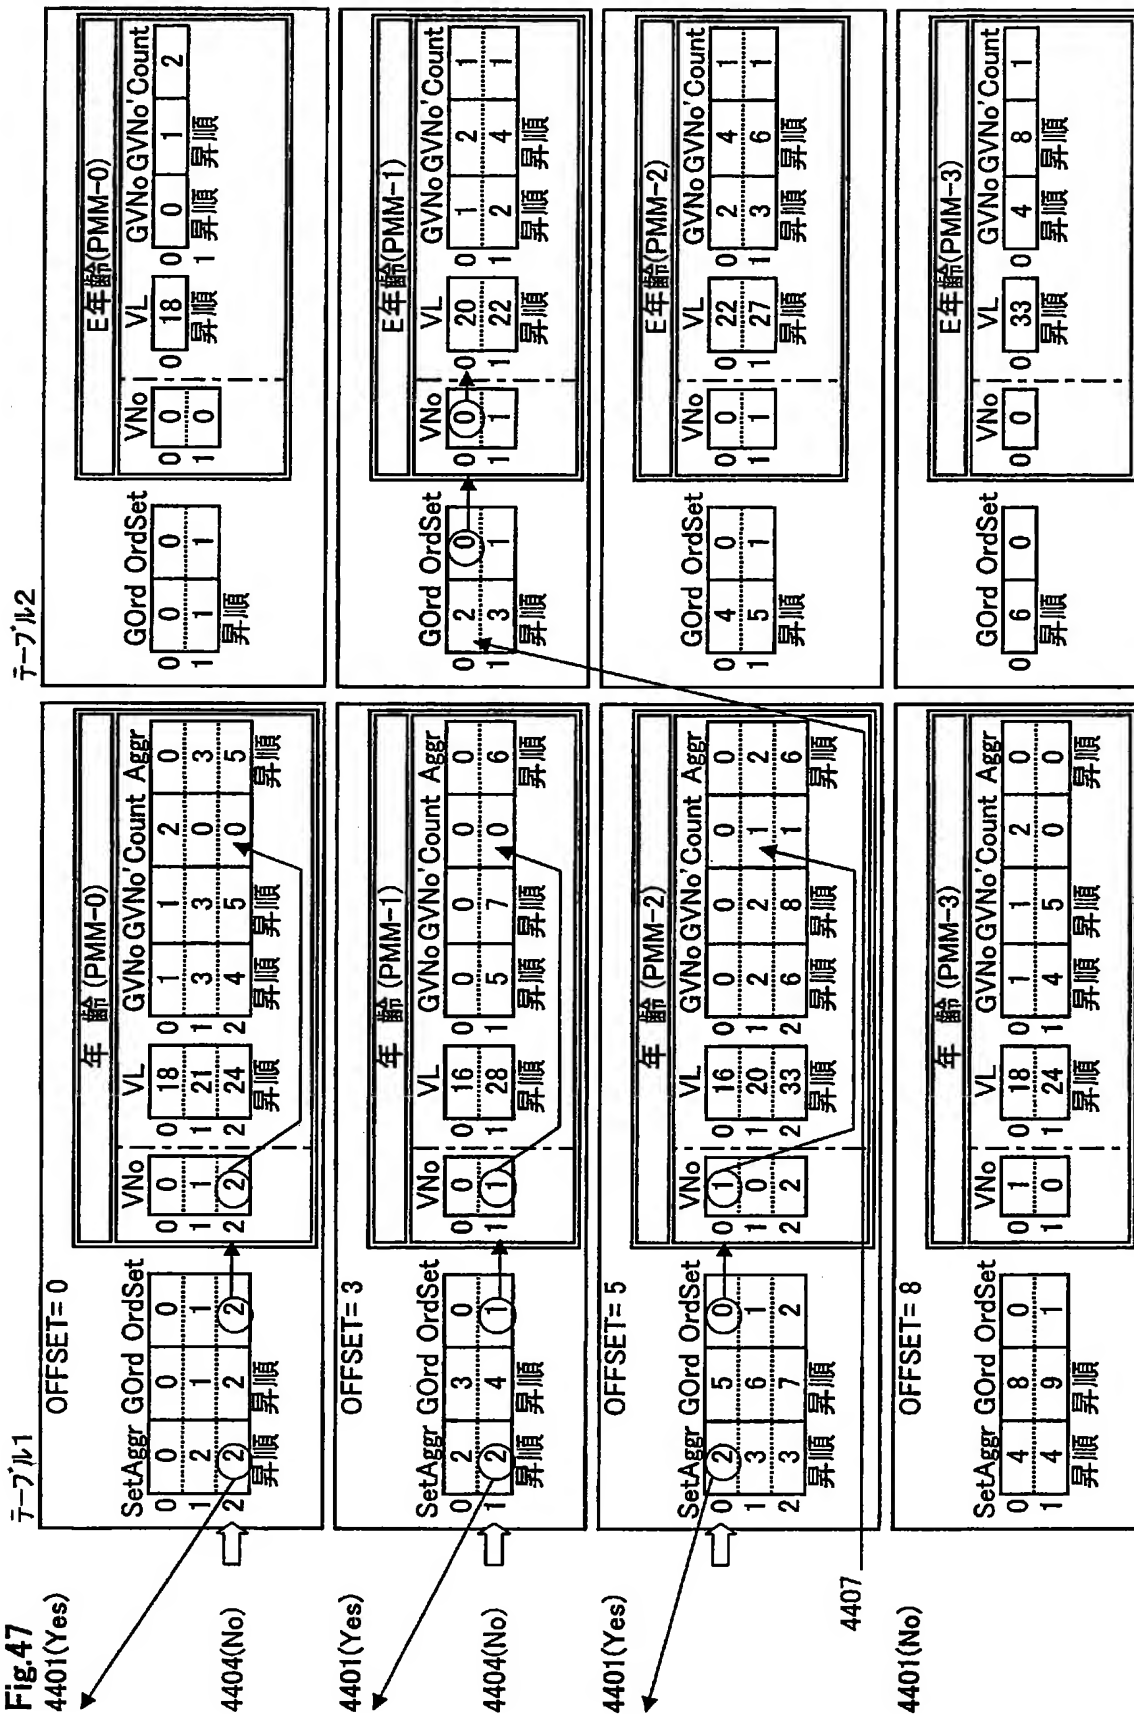 Fig.47
テーブル1
テーブル2
4401(Yes)
4404(No)
OFFSET= 0
SetAggr GOrd OrdSet
0 0 0 0
1 2 1 1
2 2 2 2
昇順 昇順
年 齢 (PMM-0)
VNo VL GVNo GVNo' Count Aggr
0 0 0 18 0 1 1 2 0
1 1 1 21 1 3 3 0 3
2 2 2 24 2 4 5 0 5
昇順 昇順 昇順 昇順
GOrd OrdSet
0 0 0
1 1 1
昇順
E年齢(PMM-0)
VNo VL GVNo GVNo' Count
0 0 0 18 0 0 1 2
1 0 1
昇順 昇順 昇順
4401(Yes)
4404(No)
OFFSET= 3
SetAggr GOrd OrdSet
0 2 3 0
1 2 4 1
昇順 昇順
年 齢 (PMM-1)
VNo VL GVNo GVNo' Count Aggr
0 0 0 16 0 0 0 0 0
1 1 1 28 1 5 7 0 6
昇順 昇順 昇順 昇順
GOrd OrdSet
0 2 0
1 3 1
昇順
E年齢(PMM-1)
VNo VL GVNo GVNo' Count
0 0 0 20 0 1 2 1
1 1 1 22 1 2 4 1
昇順 昇順 昇順
4401(Yes)
4407
OFFSET= 5
SetAggr GOrd OrdSet
0 2 5 0
1 3 6 1
2 3 7 2
昇順 昇順
年 齢 (PMM-2)
VNo VL GVNo GVNo' Count Aggr
0 1 0 16 0 0 0 0 0
1 0 1 20 1 2 2 1 2
2 2 2 33 2 6 8 1 6
昇順 昇順 昇順 昇順
GOrd OrdSet
0 4 0
1 5 1
昇順
E年齢(PMM-2)
VNo VL GVNo GVNo' Count
0 0 0 22 0 2 4 1
1 1 1 27 1 3 6 1
昇順 昇順 昇順
4401(No)
OFFSET= 8
SetAggr GOrd OrdSet
0 4 8 0
1 4 9 1
昇順 昇順
年 齢 (PMM-3)
VNo VL GVNo GVNo' Count Aggr
0 1 0 18 0 1 1 2 0
1 0 1 24 1 4 5 0 0
昇順 昇順 昇順 昇順
GOrd OrdSet
0 6 0
昇順
E年齢(PMM-3)
VNo VL GVNo GVNo' Count
0 0 0 33 0 4 8 1
昇順 昇順 昇順